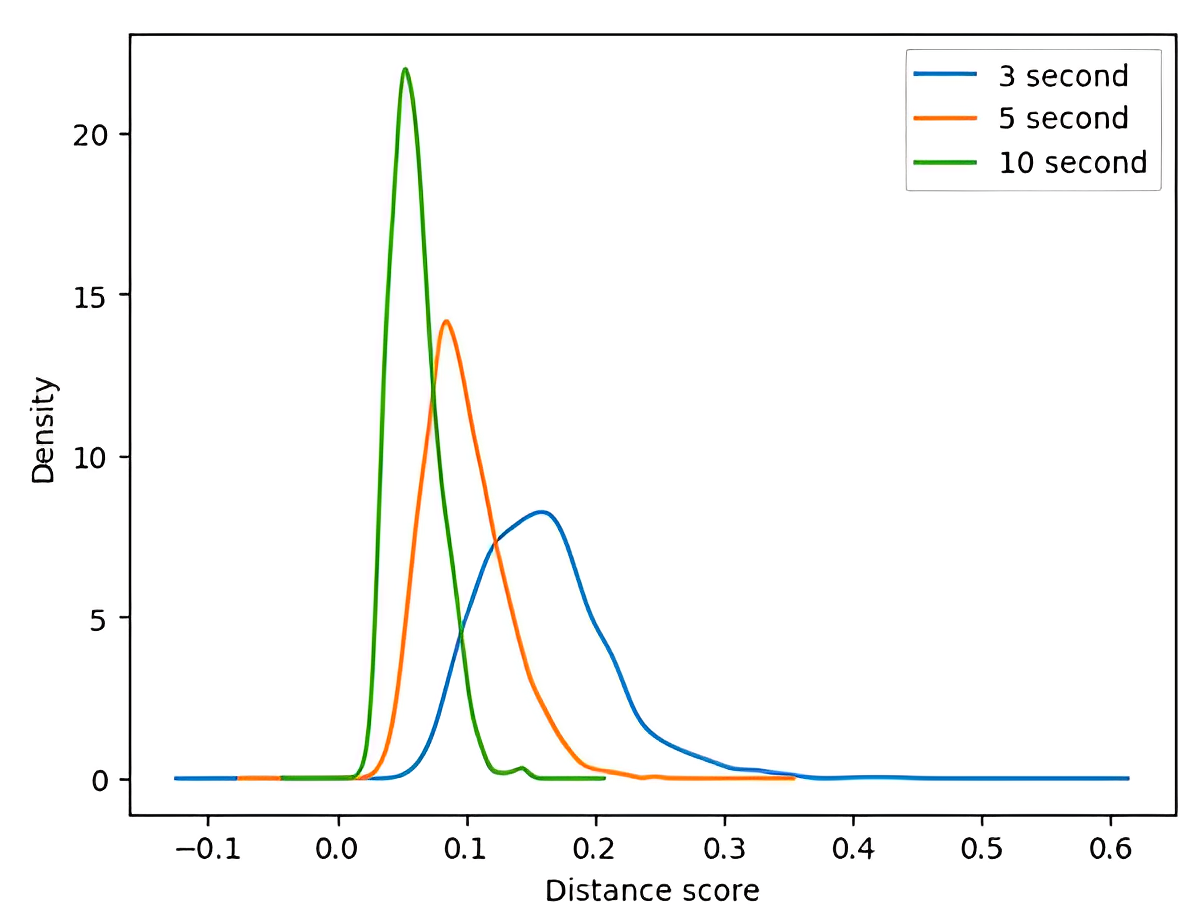 3 second
5 second
10 second
20
15
10
5
0
Density
−0.1 0.0 0.1 0.2 0.3 0.4 0.5 0.6
Distance score